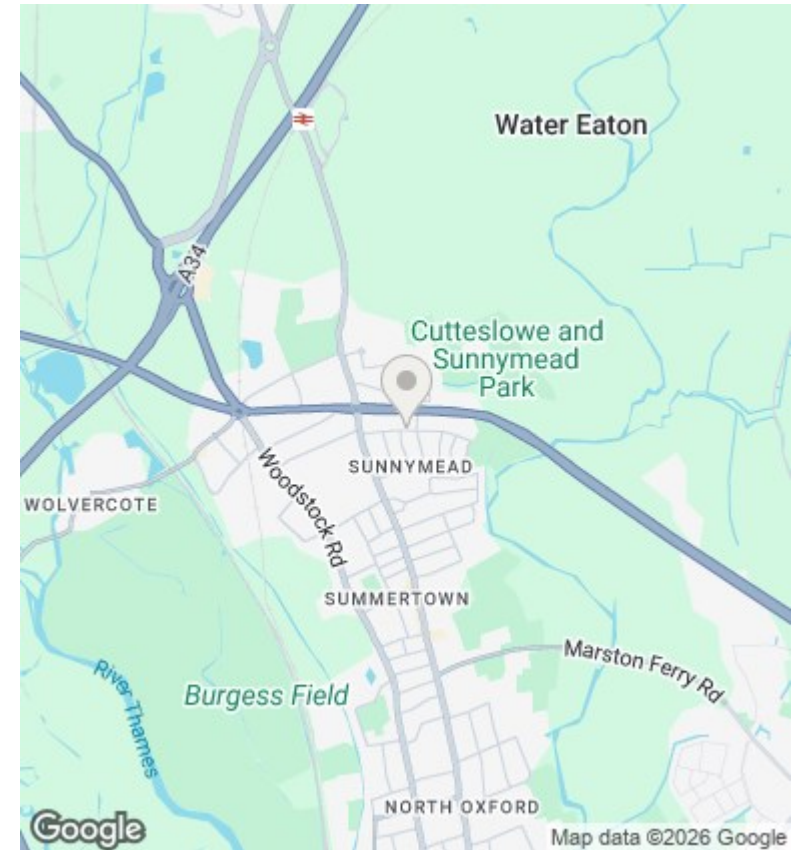 Water Eaton
A34
Cutteslowe and
Sunnymead
Park
SUNNYMEAD
Woodstock Rd
WOLVERCOTE
SUMMERTOWN
Marston Ferry Rd
River Thames
Burgess Field
NORTH OXFORD
Google
Map data ©2026 Google